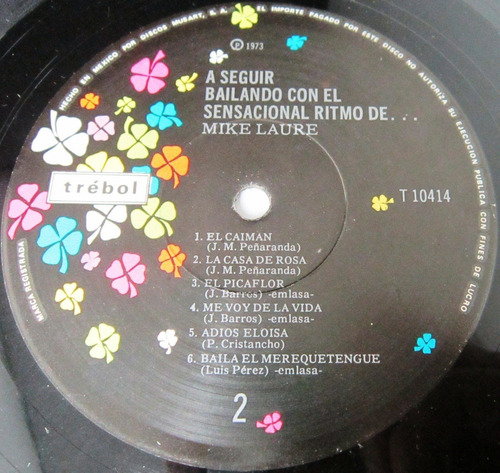 HECHO EN MEXICO POR DISCOS MUSART, S. A.
EL IMPORTE PAGADO POR ESTE DISCO NO AUTORIZA SU EJECUCION PUBLICA CON FINES DE LUCRO
MARCA REGISTRADA
℗ 1973
A SEGUIR
BAILANDO CON EL
SENSACIONAL RITMO DE...
MIKE LAURE
trébol
T 10414
1. EL CAIMAN
(J. M. Peñaranda)
2. LA CASA DE ROSA
(J. M. Peñaranda)
3. EL PICAFLOR
(J. Barros) -emlasa-
4. ME VOY DE LA VIDA
(J. Barros) -emlasa-
5. ADIOS ELOISA
(P. Cristancho)
6. BAILA EL MEREQUETENGUE
(Luis Pérez) -emlasa-
2